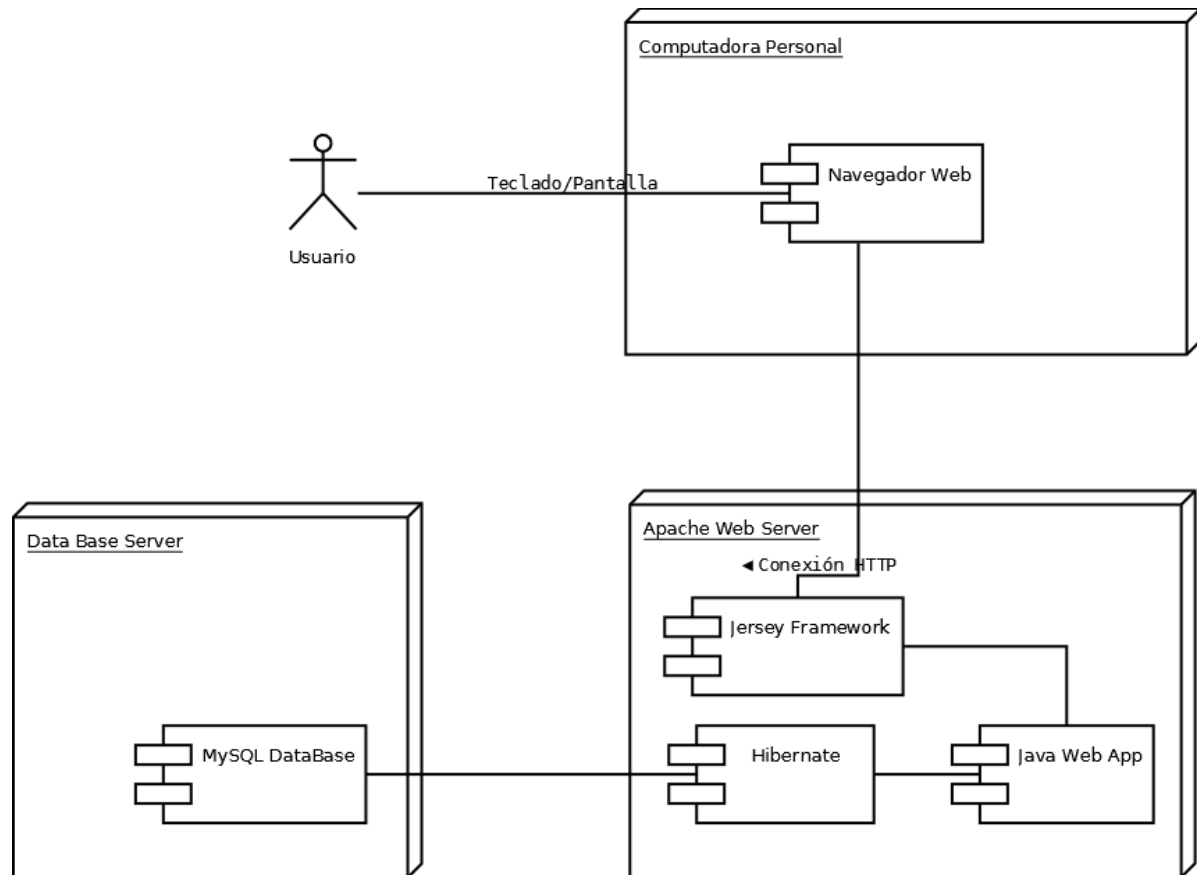 Computadora Personal
Navegador Web
Teclado/Pantalla
Usuario
Data Base Server
Apache Web Server
◄ Conexión HTTP
Jersey Framework
MySQL DataBase
Hibernate
Java Web App